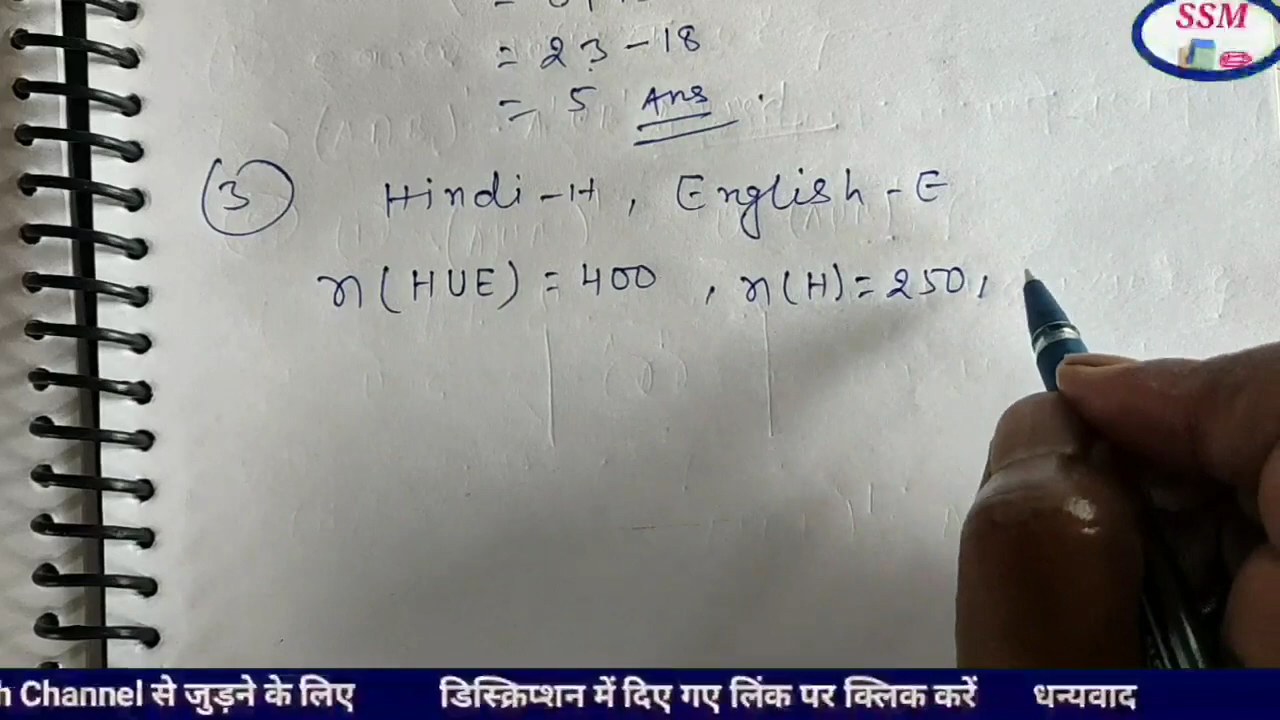 SSM
= 23 - 18
= 5 Ans
(3) Hindi - H , English - E
n(HUE) = 400 , n(H) = 250 ,
h Channel से जुड़ने के लिए डिस्क्रिप्शन में दिए गए लिंक पर क्लिक करें धन्यवाद